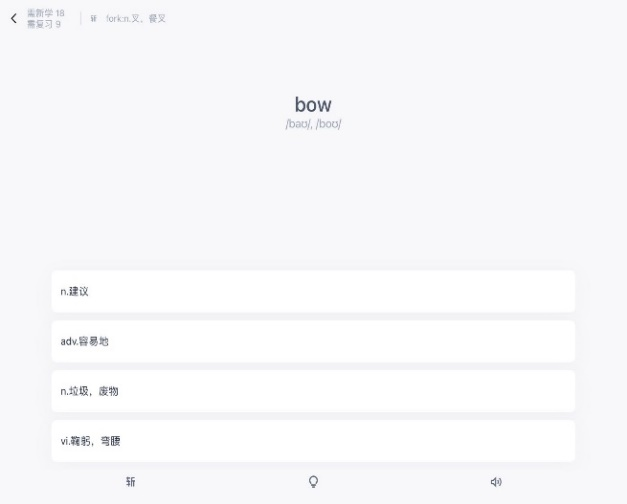 需新学 18
需复习 9
斩 fork:n.叉，餐叉
bow
/baʊ/, /boʊ/
n.建议
adv.容易地
n.垃圾，废物
vi.鞠躬，弯腰
斩